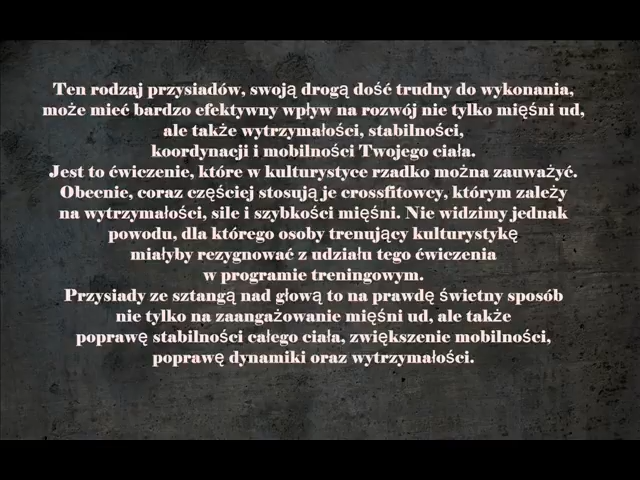 Ten rodzaj przysiadów, swoją drogą dość trudny do wykonania,
może mieć bardzo efektywny wpływ na rozwój nie tylko mięśni ud,
ale także wytrzymałości, stabilności,
koordynacji i mobilności Twojego ciała.
Jest to ćwiczenie, które w kulturystyce rzadko można zauważyć.
Obecnie, coraz częściej stosują je crossfitowcy, którym zależy
na wytrzymałości, sile i szybkości mięśni. Nie widzimy jednak
powodu, dla którego osoby trenujący kulturystykę
miałyby rezygnować z udziału tego ćwiczenia
w programie treningowym.
Przysiady ze sztangą nad głową to na prawdę świetny sposób
nie tylko na zaangażowanie mięśni ud, ale także
poprawę stabilności całego ciała, zwiększenie mobilności,
poprawę dynamiki oraz wytrzymałości.